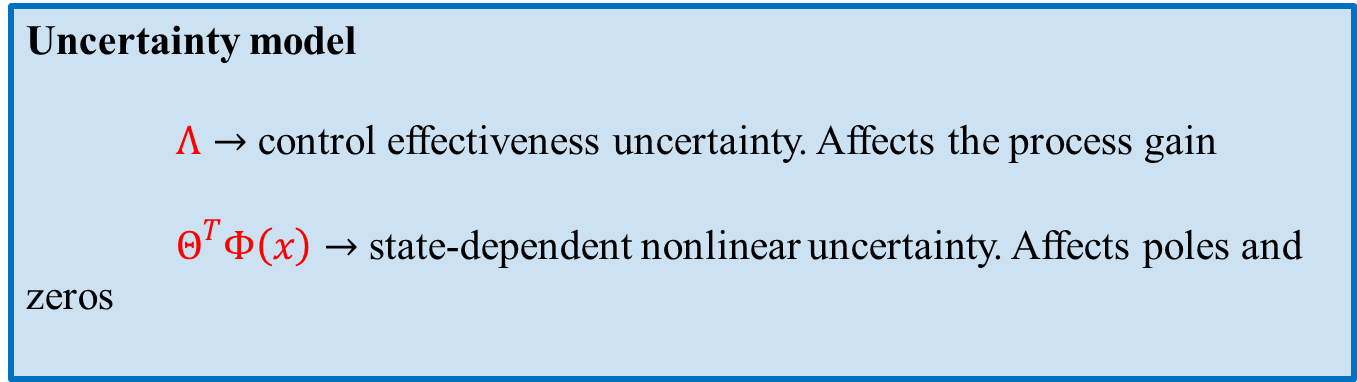 Uncertainty model
Λ → control effectiveness uncertainty. Affects the process gain
Θ^T Φ(x) → state-dependent nonlinear uncertainty. Affects poles and
zeros